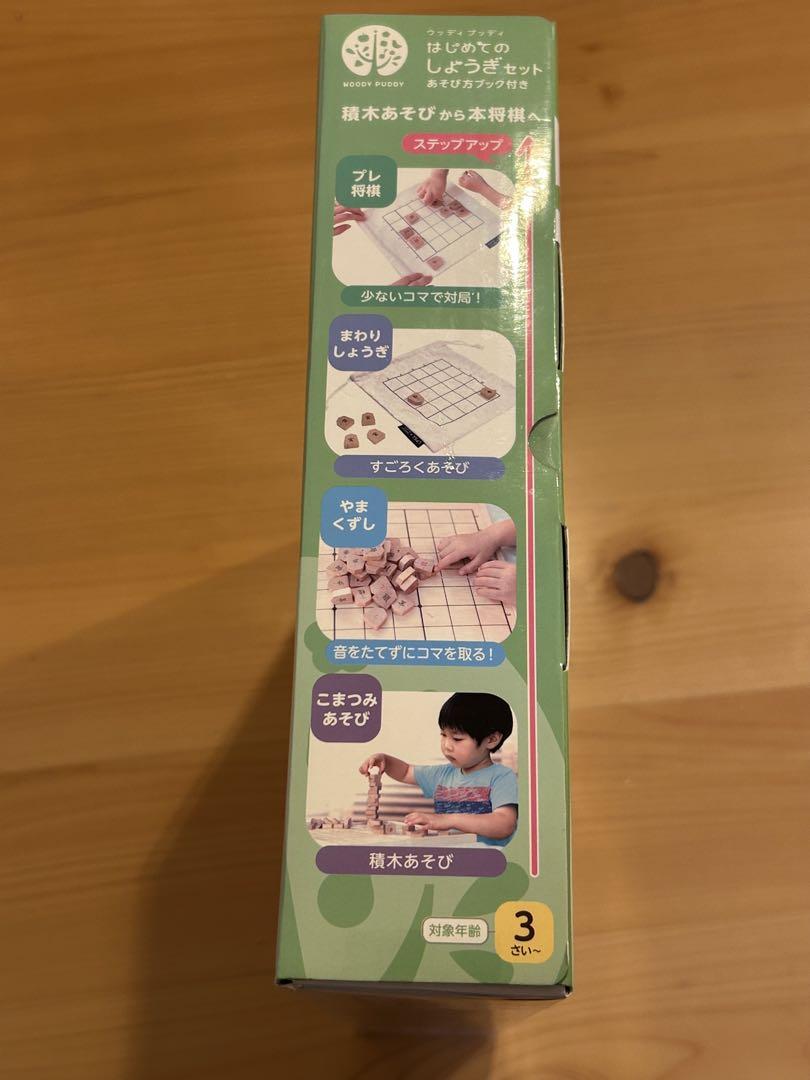 WOODY PUDDY
ウッディ プッディ
はじめての
しょうぎセット
あそび方ブック付き
積木あそびから本将棋へ
ステップアップ
プレ
将棋
少ないコマで対局！
まわり
しょうぎ
すごろくあそび
やま
くずし
音をたてずにコマを取る！
こまつみ
あそび
積木あそび
対象年齢
3
さい～